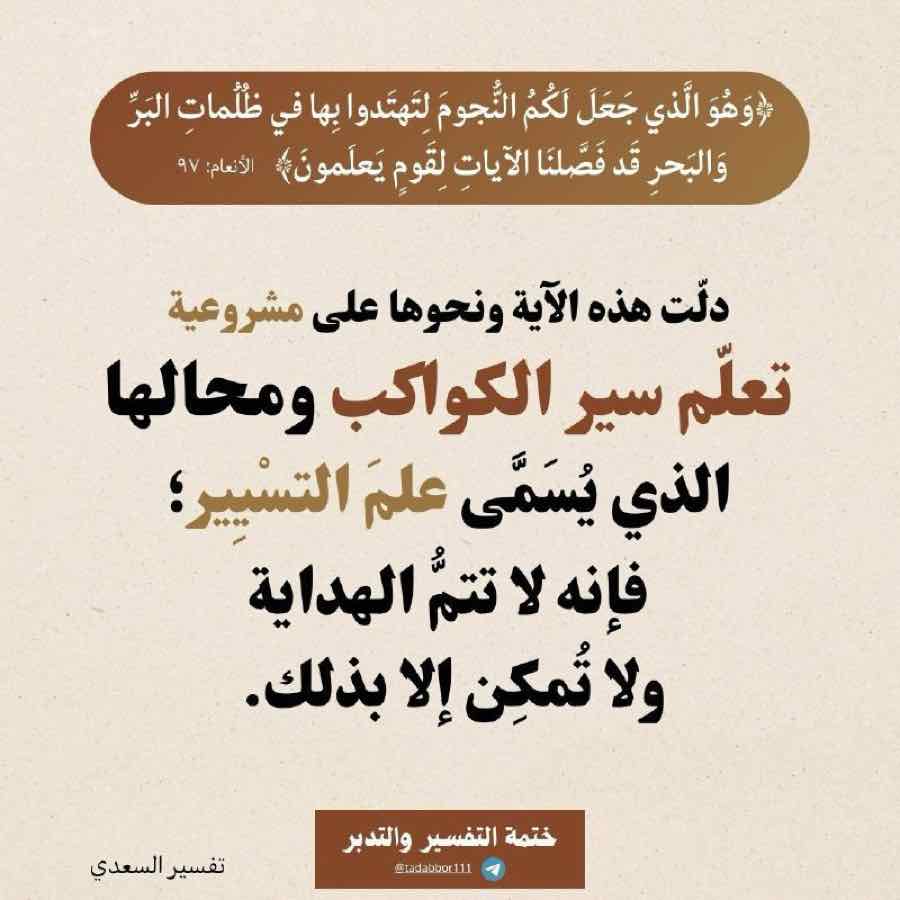 ﴿وَهُوَ الَّذي جَعَلَ لَكُمُ النُّجومَ لِتَهتَدوا بِها في ظُلُماتِ البَرِّ
وَالبَحرِ قَد فَصَّلنَا الآياتِ لِقَومٍ يَعلَمونَ﴾ الأنعام: ٩٧
دلّت هذه الآية ونحوها على مشروعية
تعلّم سير الكواكب ومحالها
الذي يُسَمَّى علمَ التسْيِير؛
فإنه لا تتمُّ الهداية
ولا تُمكِن إلا بذلك.
ختمة التفسير والتدبر
@tadabbor111
تفسير السعدي